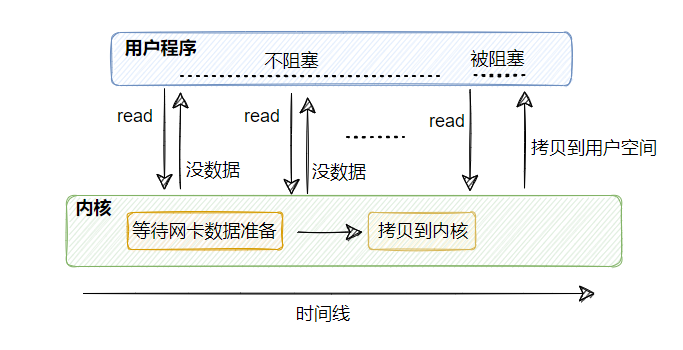 用户程序
不阻塞
被阻塞
read
没数据
read
没数据
read
拷贝到用户空间
内核
等待网卡数据准备
拷贝到内核
时间线